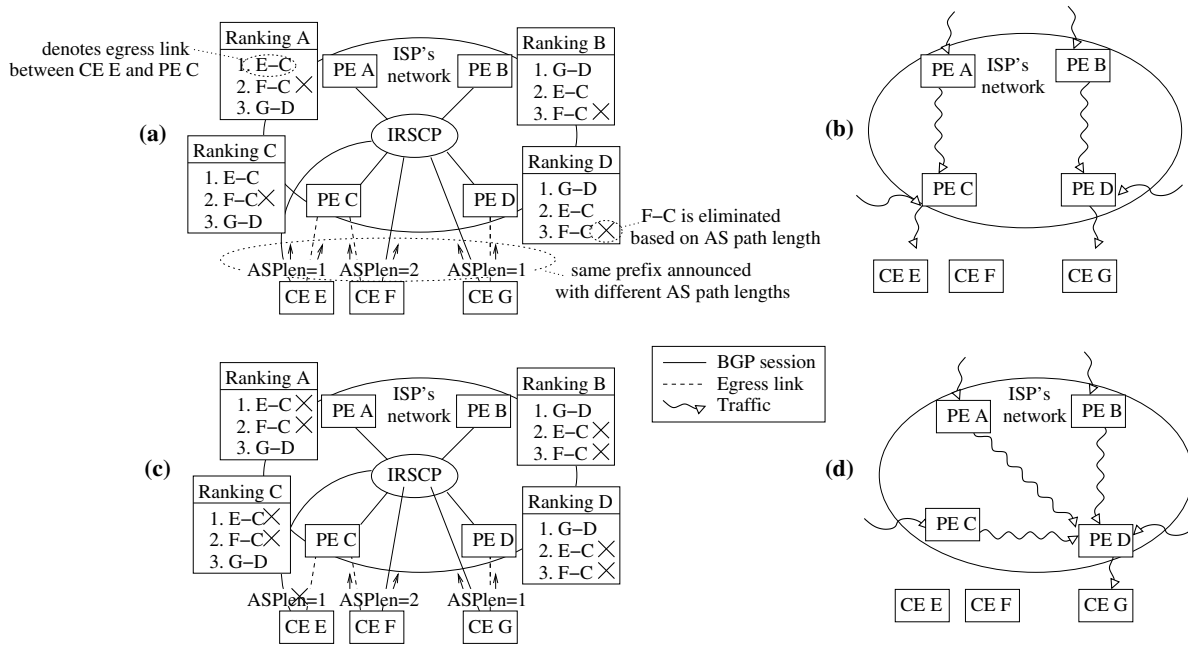 Ranking A
1. E–C
2. F–C
3. G–D
denotes egress link
between CE E and PE C
ISP's
network
PE A
PE B
Ranking B
1. G–D
2. E–C
3. F–C
(a)
IRSCP
Ranking C
1. E–C
2. F–C
3. G–D
PE C
PE D
Ranking D
1. G–D
2. E–C
3. F–C
F–C is eliminated
based on AS path length
ASPlen=1
ASPlen=2
ASPlen=1
same prefix announced
with different AS path lengths
CE E
CE F
CE G
(b)
PE A
ISP's
network
PE B
PE C
PE D
CE E
CE F
CE G
BGP session
Egress link
Traffic
(c)
Ranking A
1. E–C
2. F–C
3. G–D
ISP's
network
PE A
PE B
Ranking B
1. G–D
2. E–C
3. F–C
IRSCP
Ranking C
1. E–C
2. F–C
3. G–D
PE C
PE D
Ranking D
1. G–D
2. E–C
3. F–C
ASPlen=1
ASPlen=2
ASPlen=1
CE E
CE F
CE G
(d)
PE A
ISP's
network
PE B
PE C
PE D
CE E
CE F
CE G